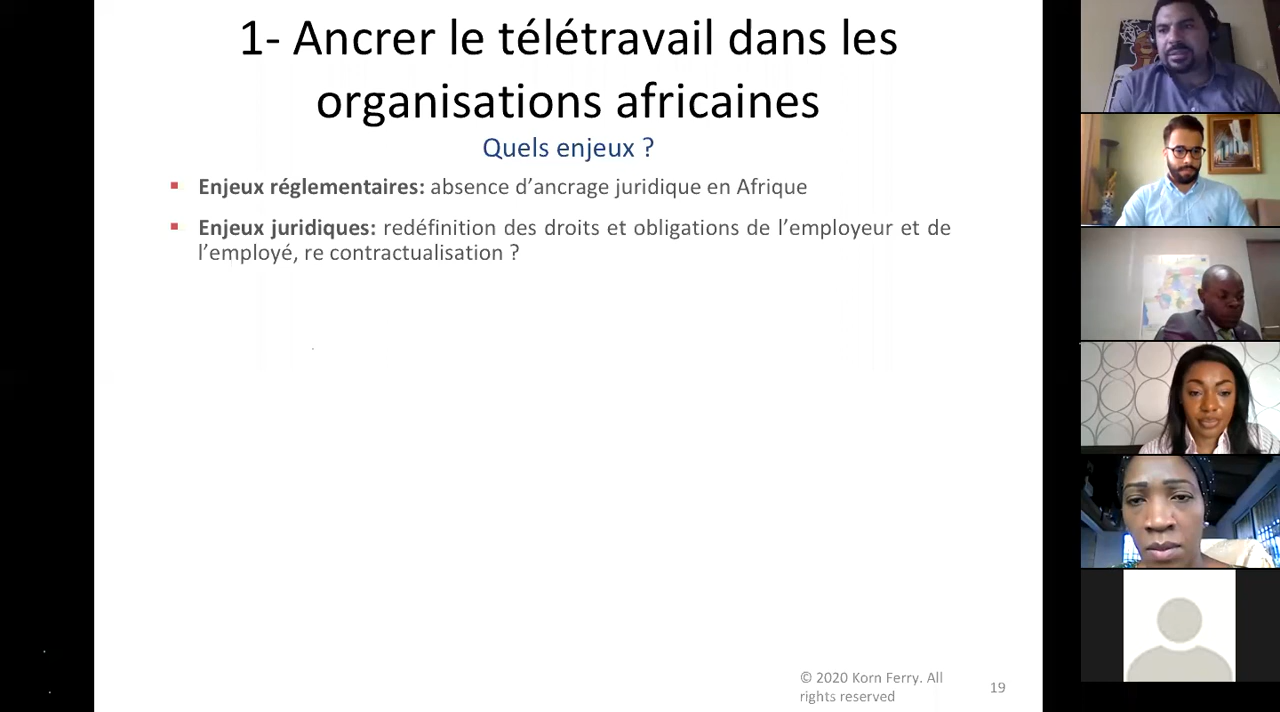 1- Ancrer le télétravail dans les
organisations africaines
Quels enjeux ?
Enjeux réglementaires: absence d’ancrage juridique en Afrique
Enjeux juridiques: redéfinition des droits et obligations de l’employeur et de
l’employé, re contractualisation ?
© 2020 Korn Ferry. All
rights reserved
19